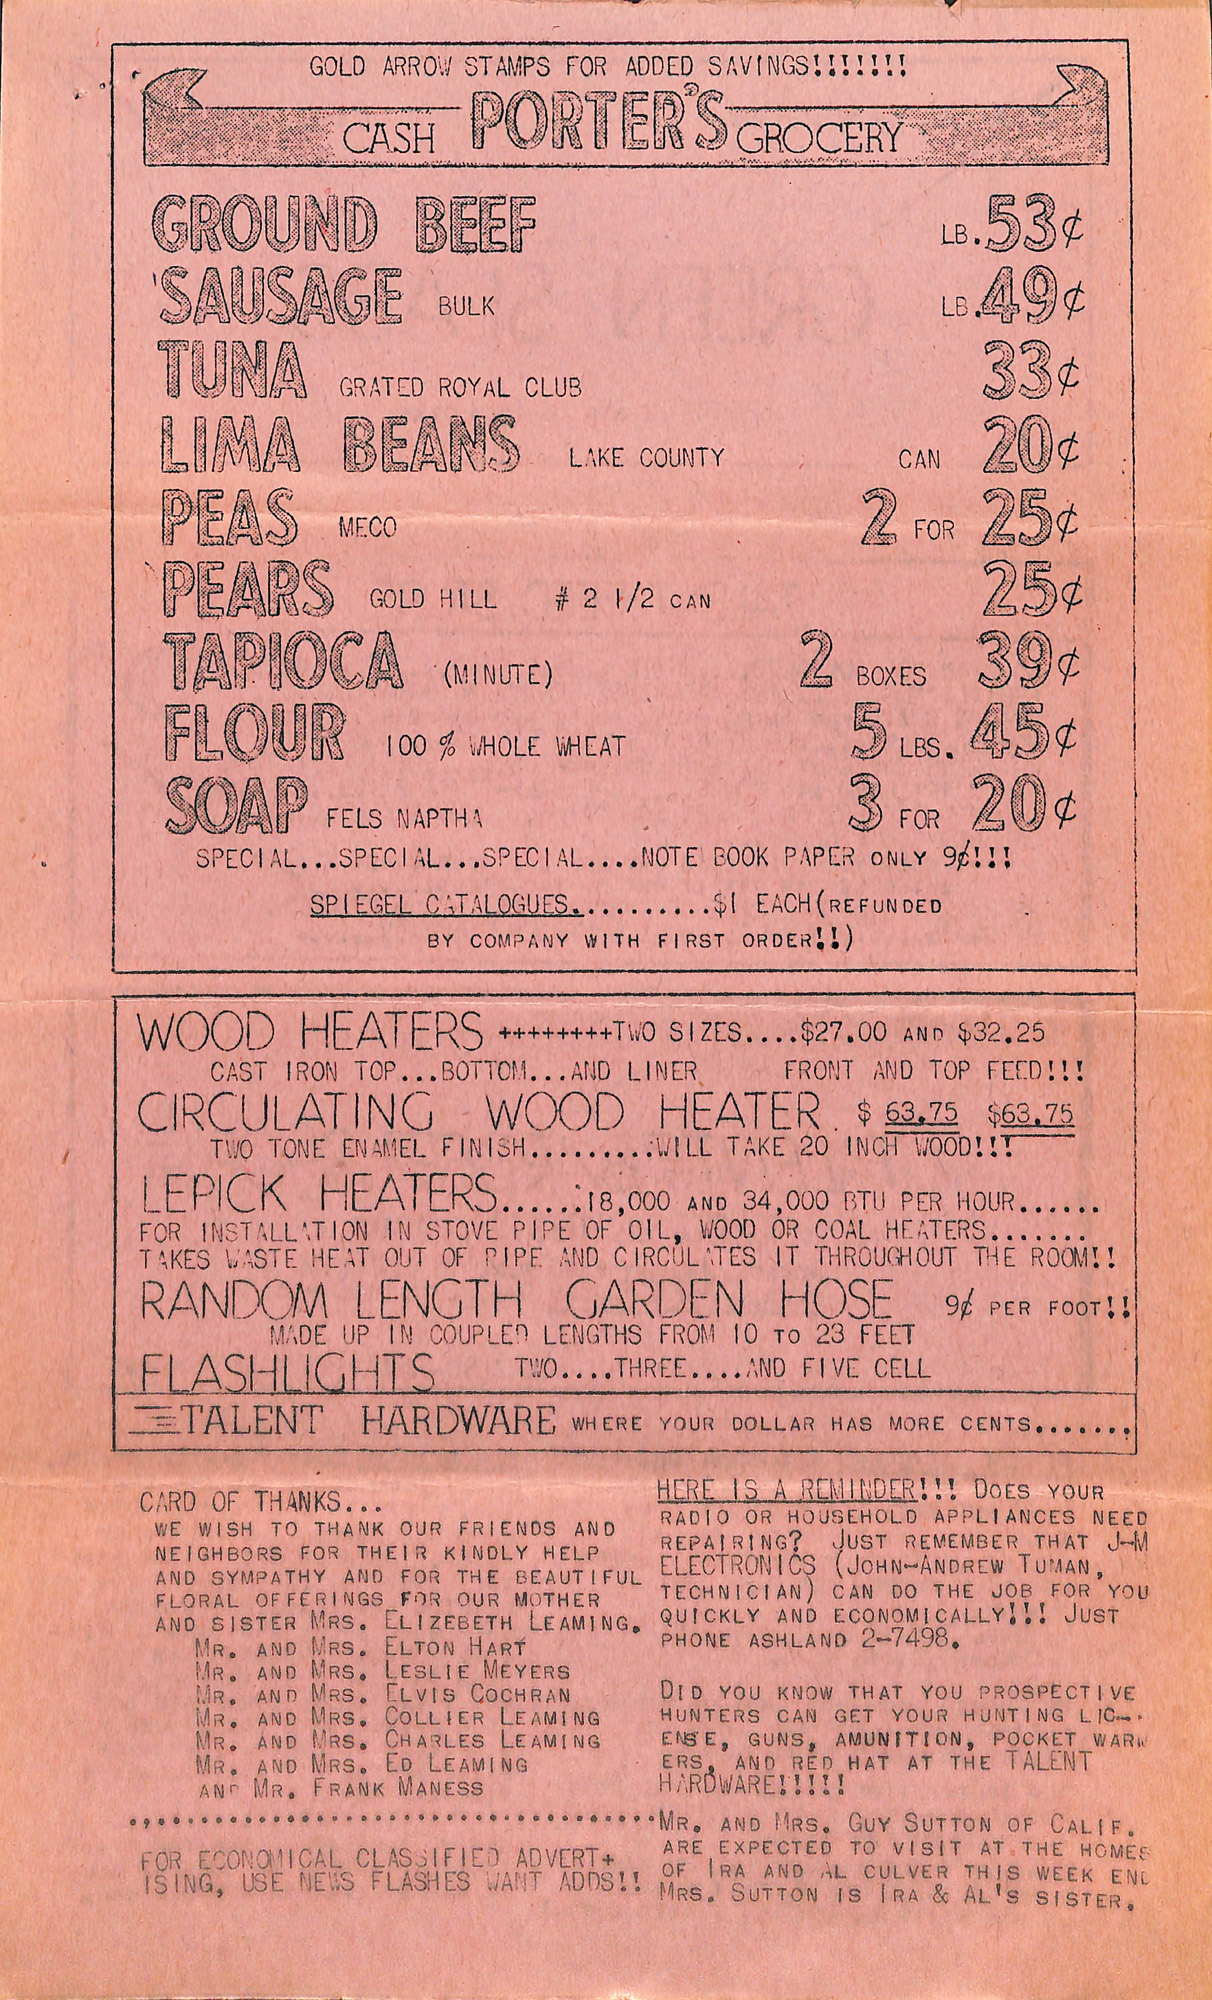 GOLD ARROW STAMPS FOR ADDED SAVINGS!!!!!!!
CASH PORTER'S GROCERY
GROUND BEEF LB. 53¢
SAUSAGE BULK LB. 49¢
TUNA GRATED ROYAL CLUB 33¢
LIMA BEANS LAKE COUNTY CAN 20¢
PEAS MECO 2 FOR 25¢
PEARS GOLD HILL # 2 1/2 CAN 25¢
TAPIOCA (MINUTE) 2 BOXES 39¢
FLOUR 100 % WHOLE WHEAT 5 LBS. 45¢
SOAP FELS NAPTHA 3 FOR 20¢
SPECIAL...SPECIAL...SPECIAL....NOTE BOOK PAPER ONLY 9¢!!!
SPIEGEL CATALOGUES..........$1 EACH(REFUNDED
BY COMPANY WITH FIRST ORDER!!)
WOOD HEATERS ++++++++TWO SIZES....$27.00 AND $32.25
CAST IRON TOP...BOTTOM...AND LINER FRONT AND TOP FEED!!!
CIRCULATING WOOD HEATER. $ 63.75 $63.75
TWO TONE ENAMEL FINISH..........WILL TAKE 20 INCH WOOD!!!
LEPICK HEATERS.......18,000 AND 34,000 BTU PER HOUR......
FOR INSTALLATION IN STOVE PIPE OF OIL, WOOD OR COAL HEATERS.......
TAKES WASTE HEAT OUT OF PIPE AND CIRCULATES IT THROUGHOUT THE ROOM!!
RANDOM LENGTH GARDEN HOSE 9¢ PER FOOT!!
MADE UP IN COUPLED LENGTHS FROM 10 TO 23 FEET
FLASHLIGHTS TWO....THREE....AND FIVE CELL
TALENT HARDWARE WHERE YOUR DOLLAR HAS MORE CENTS.......
CARD OF THANKS...
WE WISH TO THANK OUR FRIENDS AND
NEIGHBORS FOR THEIR KINDLY HELP
AND SYMPATHY AND FOR THE BEAUTIFUL
FLORAL OFFERINGS FOR OUR MOTHER
AND SISTER MRS. ELIZEBETH LEAMING.
MR. AND MRS. ELTON HART
MR. AND MRS. LESLIE MEYERS
MR. AND MRS. ELVIS COCHRAN
MR. AND MRS. COLLIER LEAMING
MR. AND MRS. CHARLES LEAMING
MR. AND MRS. ED LEAMING
AND MR. FRANK MANESS
....................................
FOR ECONOMICAL CLASSIFIED ADVERT+
ISING, USE NEWS FLASHES WANT ADDS!!
HERE IS A REMINDER!!! DOES YOUR
RADIO OR HOUSEHOLD APPLIANCES NEED
REPAIRING? JUST REMEMBER THAT J-M
ELECTRONICS (JOHN-ANDREW TUMAN,
TECHNICIAN) CAN DO THE JOB FOR YOU
QUICKLY AND ECONOMICALLY!!! JUST
PHONE ASHLAND 2-7498.
DID YOU KNOW THAT YOU PROSPECTIVE
HUNTERS CAN GET YOUR HUNTING LIC-
ENSE, GUNS, AMUNITION, POCKET WARM
ERS, AND RED HAT AT THE TALENT
HARDWARE!!!!!
MR. AND MRS. GUY SUTTON OF CALIF.
ARE EXPECTED TO VISIT AT THE HOMES
OF IRA AND AL CULVER THIS WEEK END
MRS. SUTTON IS IRA & AL'S SISTER.